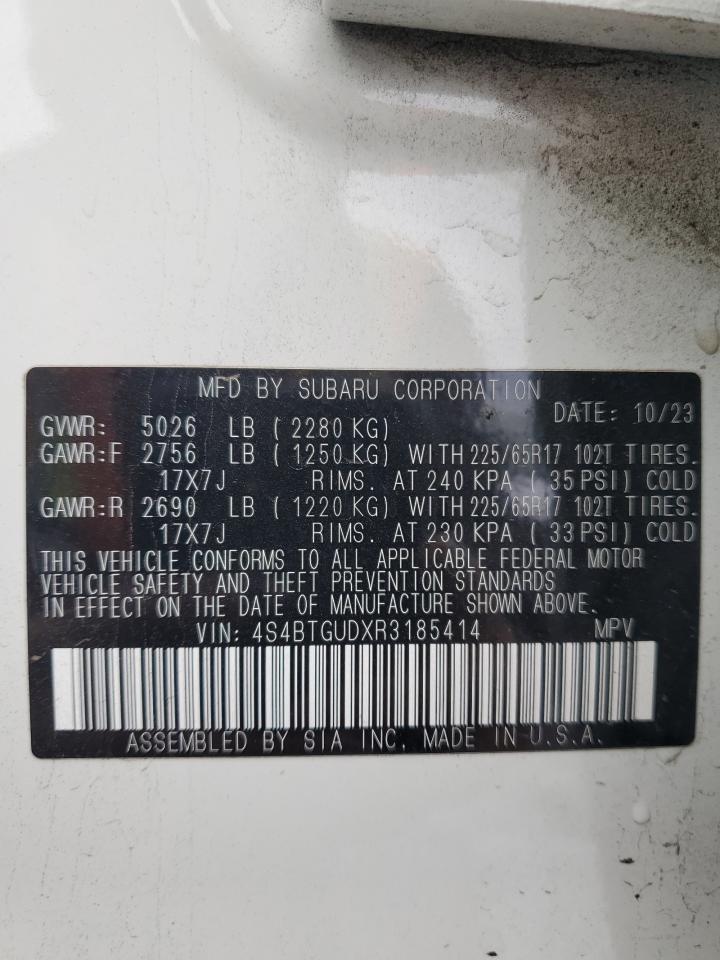 MFD BY SUBARU CORPORATION
DATE: 10/23
GVWR: 5026 LB ( 2280 KG)
GAWR:F 2756 LB ( 1250 KG) WITH 225/65R17 102T TIRES.
17X7J RIMS. AT 240 KPA ( 35 PSI) COLD
GAWR:R 2690 LB ( 1220 KG) WITH 225/65R17 102T TIRES.
17X7J RIMS. AT 230 KPA ( 33 PSI) COLD
THIS VEHICLE CONFORMS TO ALL APPLICABLE FEDERAL MOTOR
VEHICLE SAFETY AND THEFT PREVENTION STANDARDS
IN EFFECT ON THE DATE OF MANUFACTURE SHOWN ABOVE.
VIN: 4S4BTGUDXR3185414 MPV
ASSEMBLED BY SIA INC. MADE IN U.S.A.